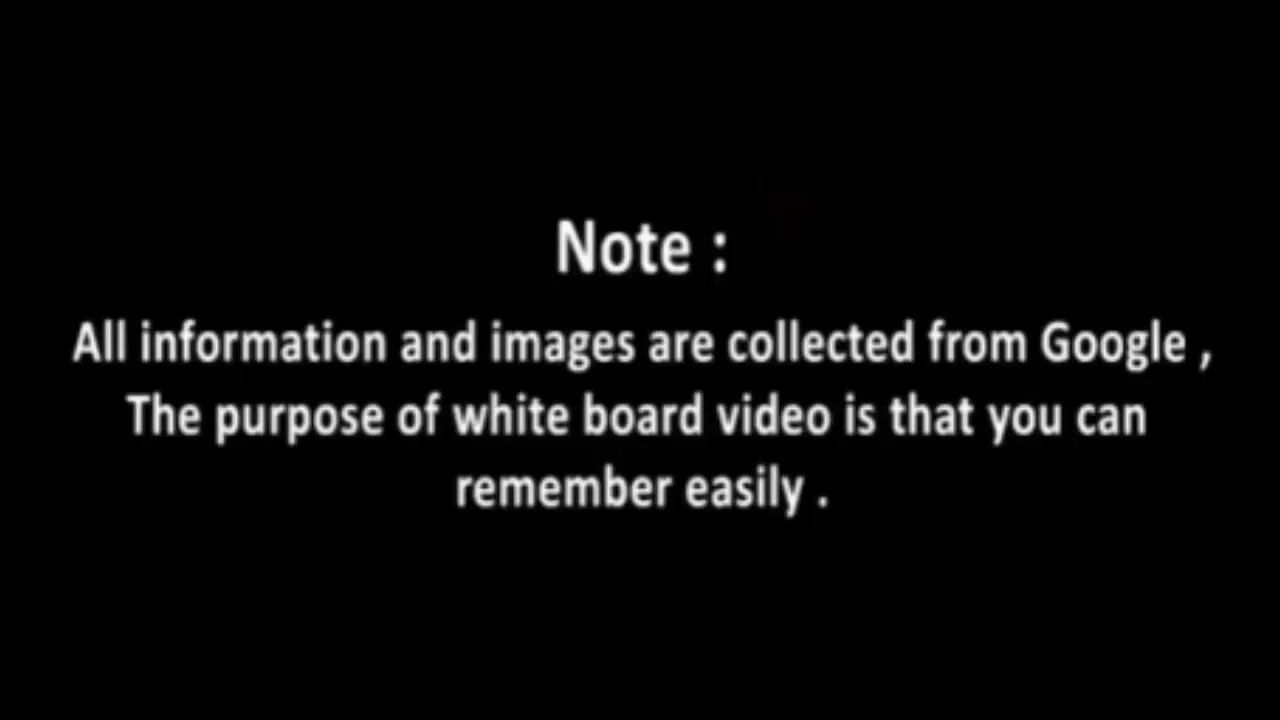 Note :
All information and images are collected from Google ,
The purpose of white board video is that you can
remember easily .